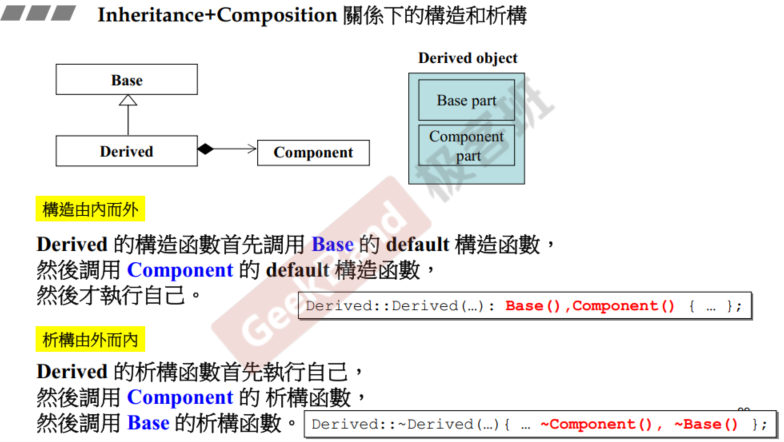 Inheritance+Composition 關係下的構造和析構
Derived object
Base
Base part
Derived
Component
Component
part
構造由內而外
Derived 的構造函數首先調用 Base 的 default 構造函數，
然後調用 Component 的 default 構造函數，
然後才執行自己。
Derived::Derived(…): Base(),Component() { … };
析構由外而內
Derived 的析構函數首先執行自己，
然後調用 Component 的 析構函數，
然後調用 Base 的析構函數。
Derived::~Derived(…){ … ~Component(), ~Base() };
GeekBand 极客班